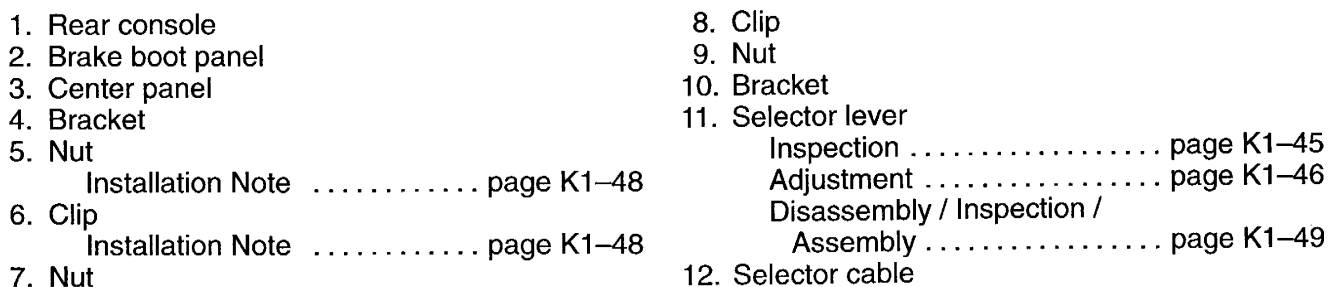 1. Rear console
2. Brake boot panel
3. Center panel
4. Bracket
5. Nut
Installation Note ............ page K1–48
6. Clip
Installation Note ............ page K1–48
7. Nut
8. Clip
9. Nut
10. Bracket
11. Selector lever
Inspection .................. page K1–45
Adjustment ................. page K1–46
Disassembly / Inspection /
Assembly ................. page K1–49
12. Selector cable